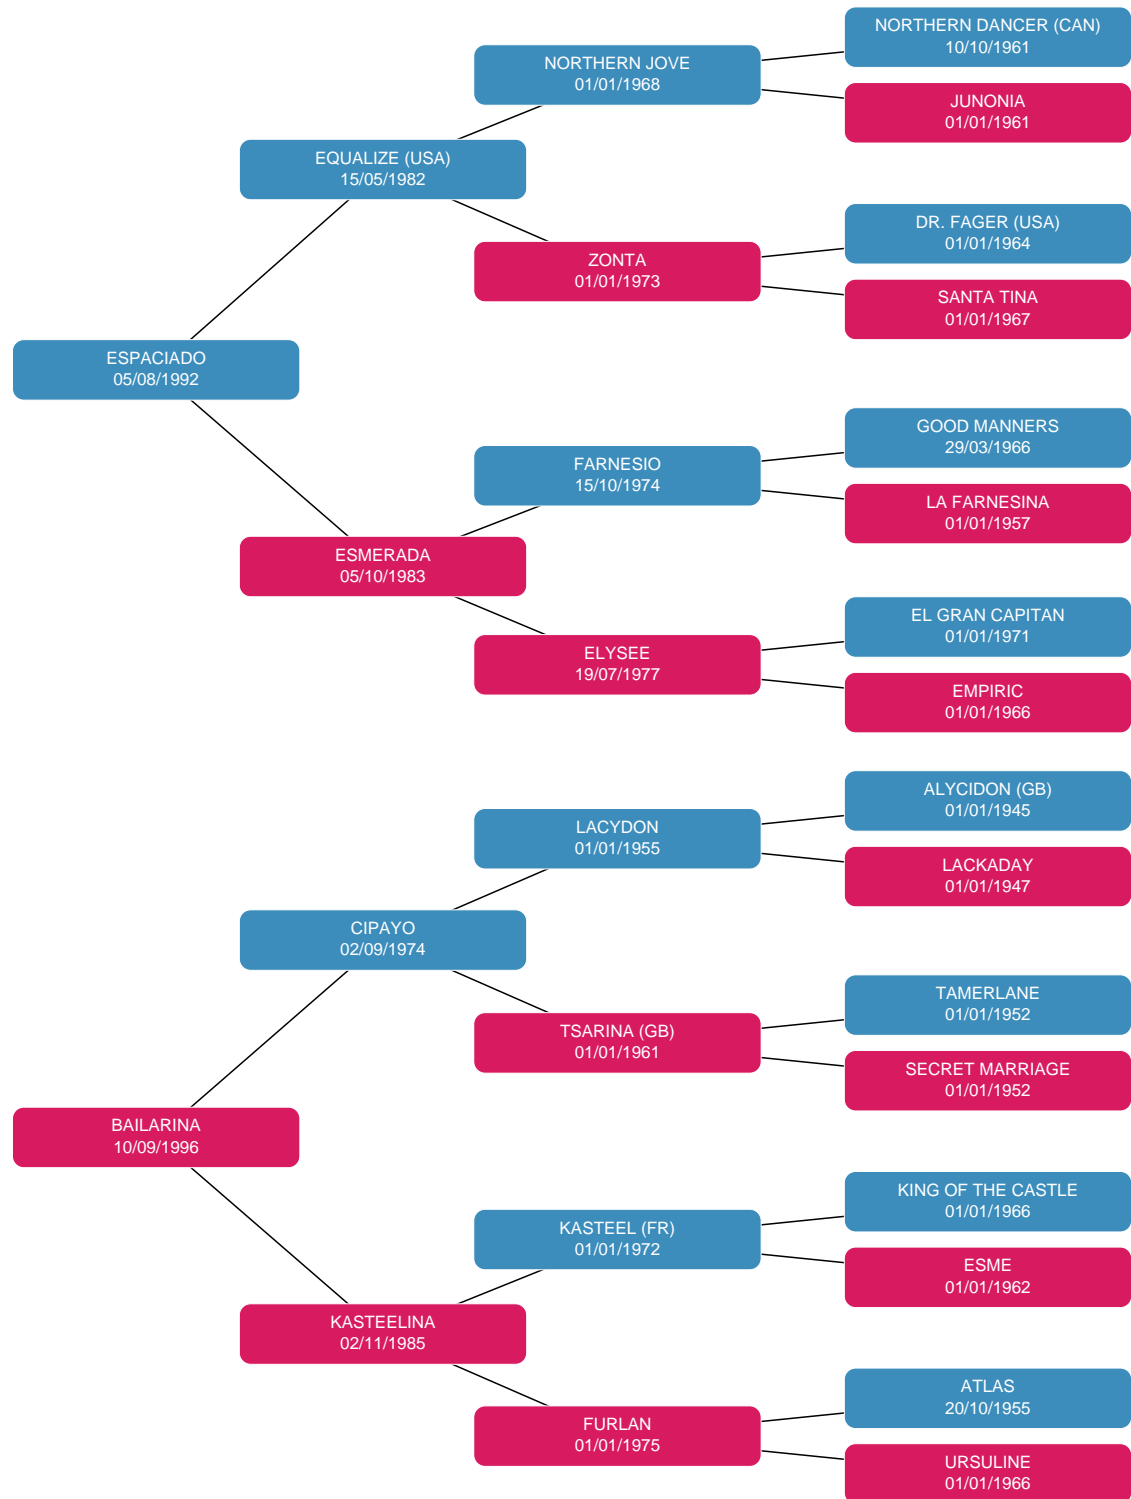 NORTHERN DANCER (CAN)
10/10/1961
NORTHERN JOVE
01/01/1968
JUNONIA
01/01/1961
EQUALIZE (USA)
15/05/1982
DR. FAGER (USA)
01/01/1964
ZONTA
01/01/1973
SANTA TINA
01/01/1967
ESPACIADO
05/08/1992
GOOD MANNERS
29/03/1966
FARNESIO
15/10/1974
LA FARNESINA
01/01/1957
ESMERADA
05/10/1983
EL GRAN CAPITAN
01/01/1971
ELYSEE
19/07/1977
EMPIRIC
01/01/1966
ALYCIDON (GB)
01/01/1945
LACYDON
01/01/1955
LACKADAY
01/01/1947
CIPAYO
02/09/1974
TAMERLANE
01/01/1952
TSARINA (GB)
01/01/1961
SECRET MARRIAGE
01/01/1952
BAILARINA
10/09/1996
KING OF THE CASTLE
01/01/1966
KASTEEL (FR)
01/01/1972
ESME
01/01/1962
KASTEELINA
02/11/1985
ATLAS
20/10/1955
FURLAN
01/01/1975
URSULINE
01/01/1966